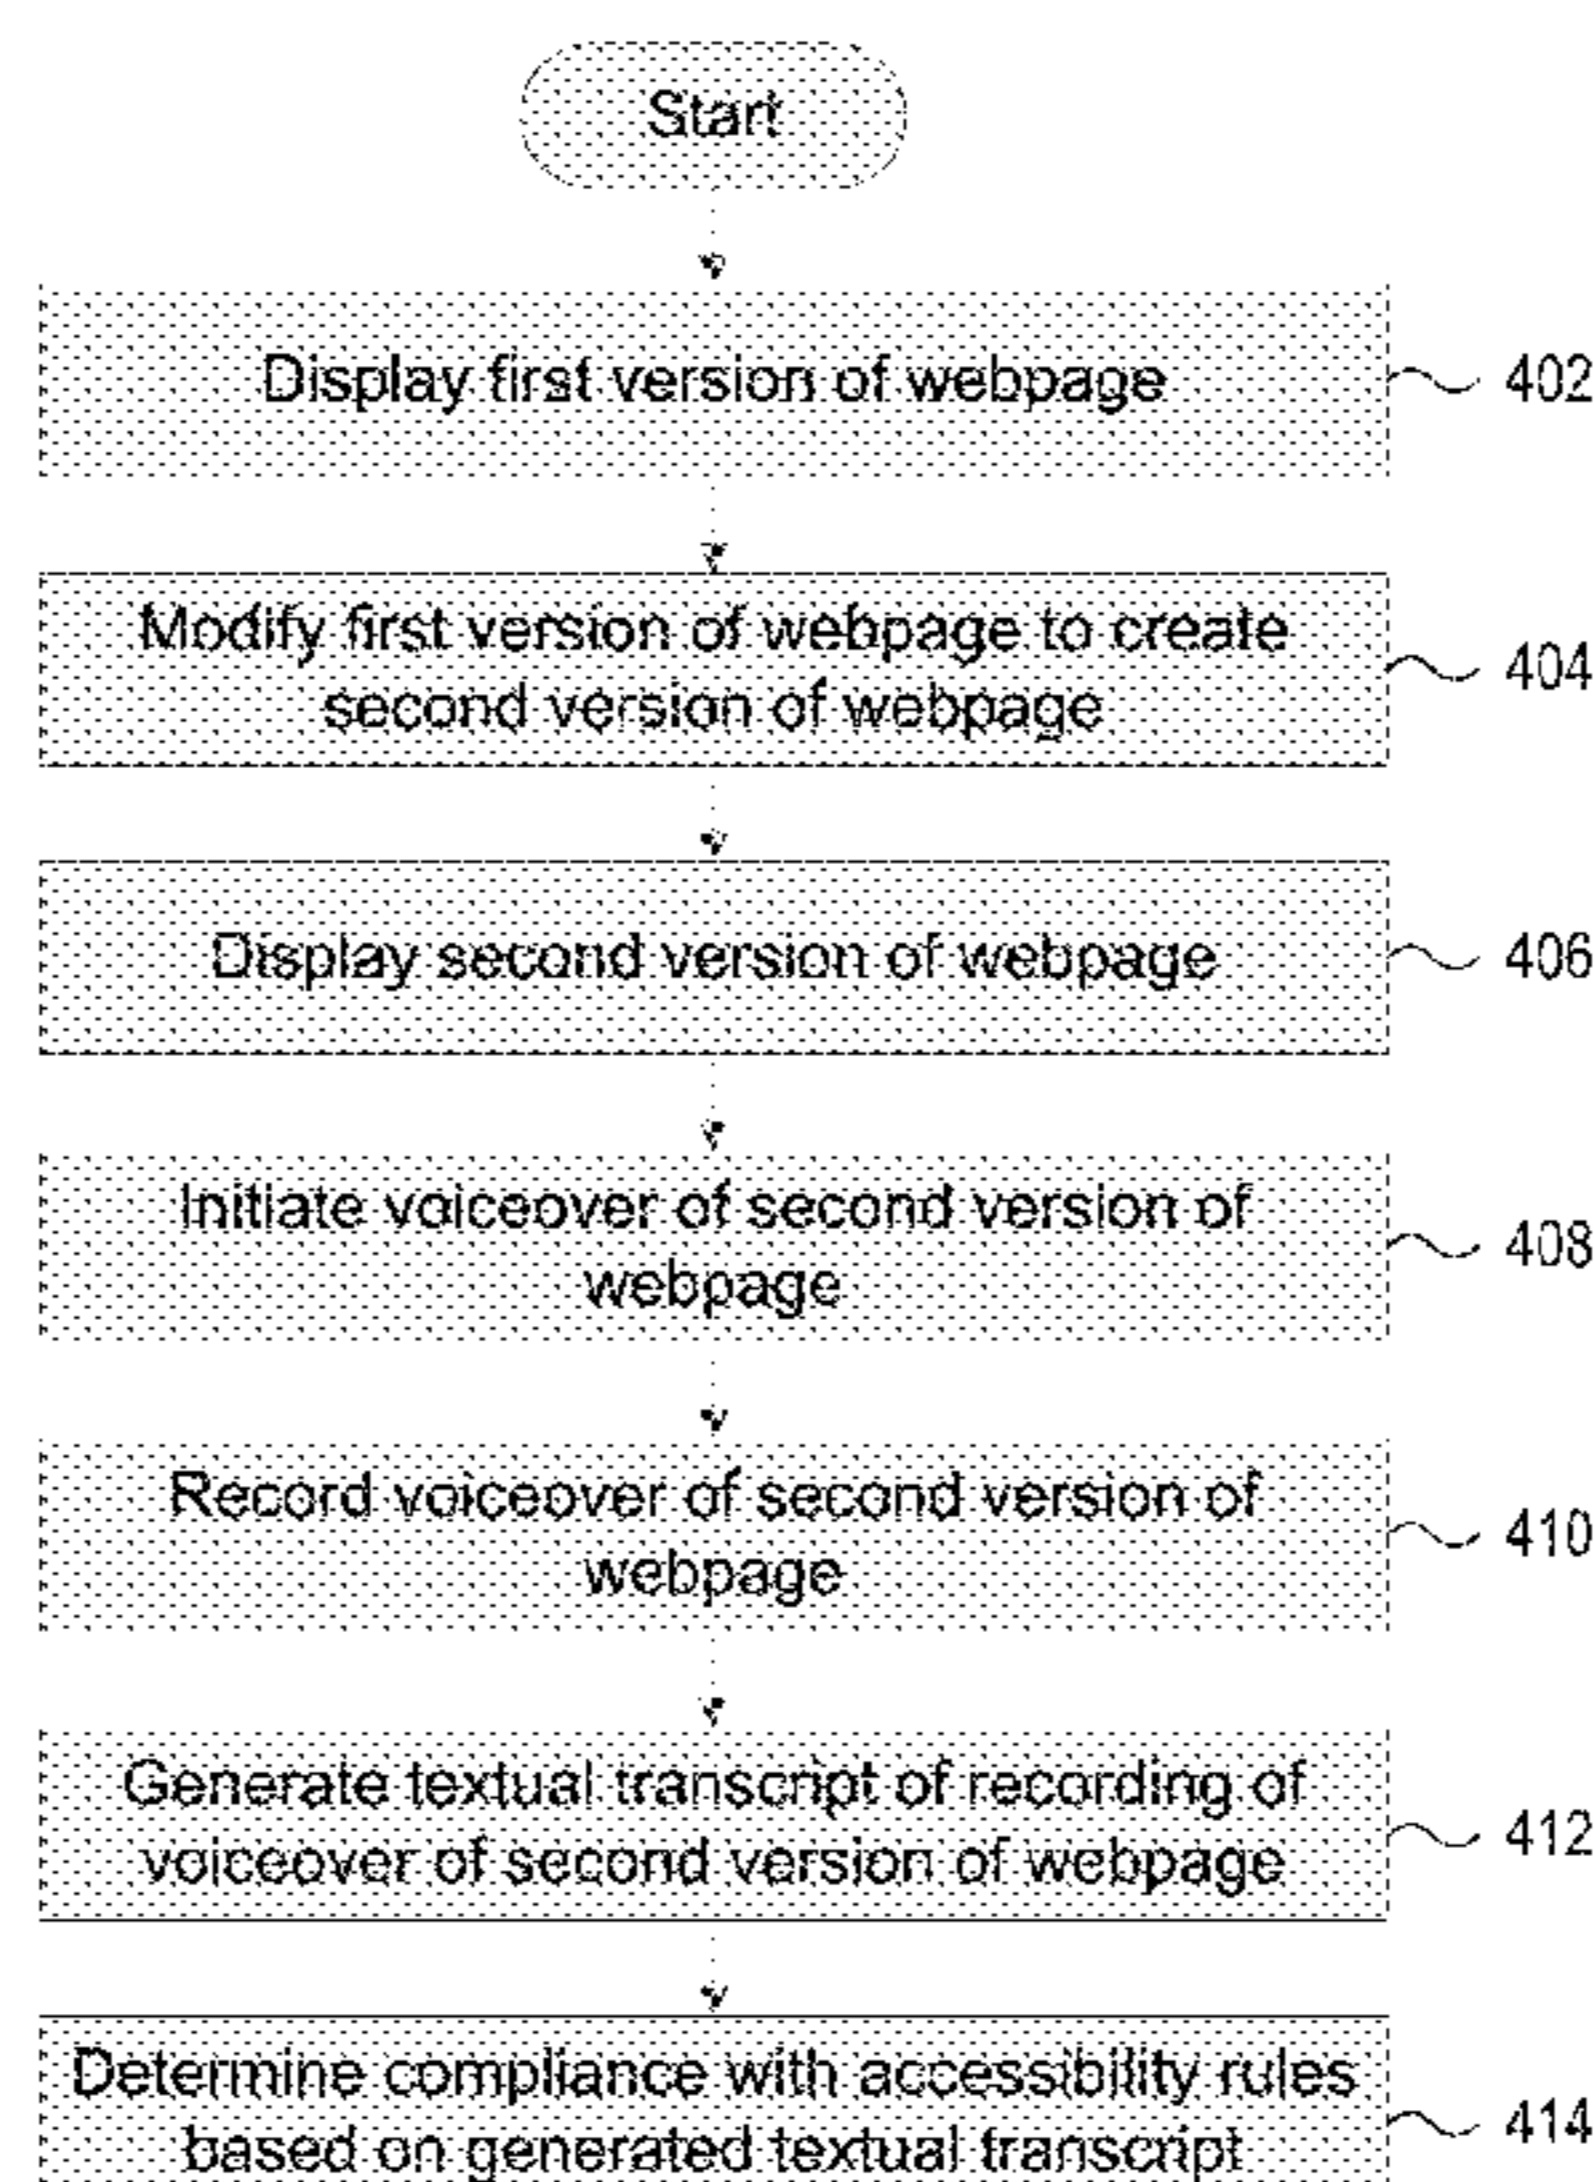 Start
Display first version of webpage
402
Modify first version of webpage to create
second version of webpage
404
Display second version of webpage
406
Initiate voiceover of second version of
webpage
408
Record voiceover of second version of
webpage
410
Generate textual transcript of recording of
voiceover of second version of webpage
412
Determine compliance with accessibility rules
based on generated textual transcript
414